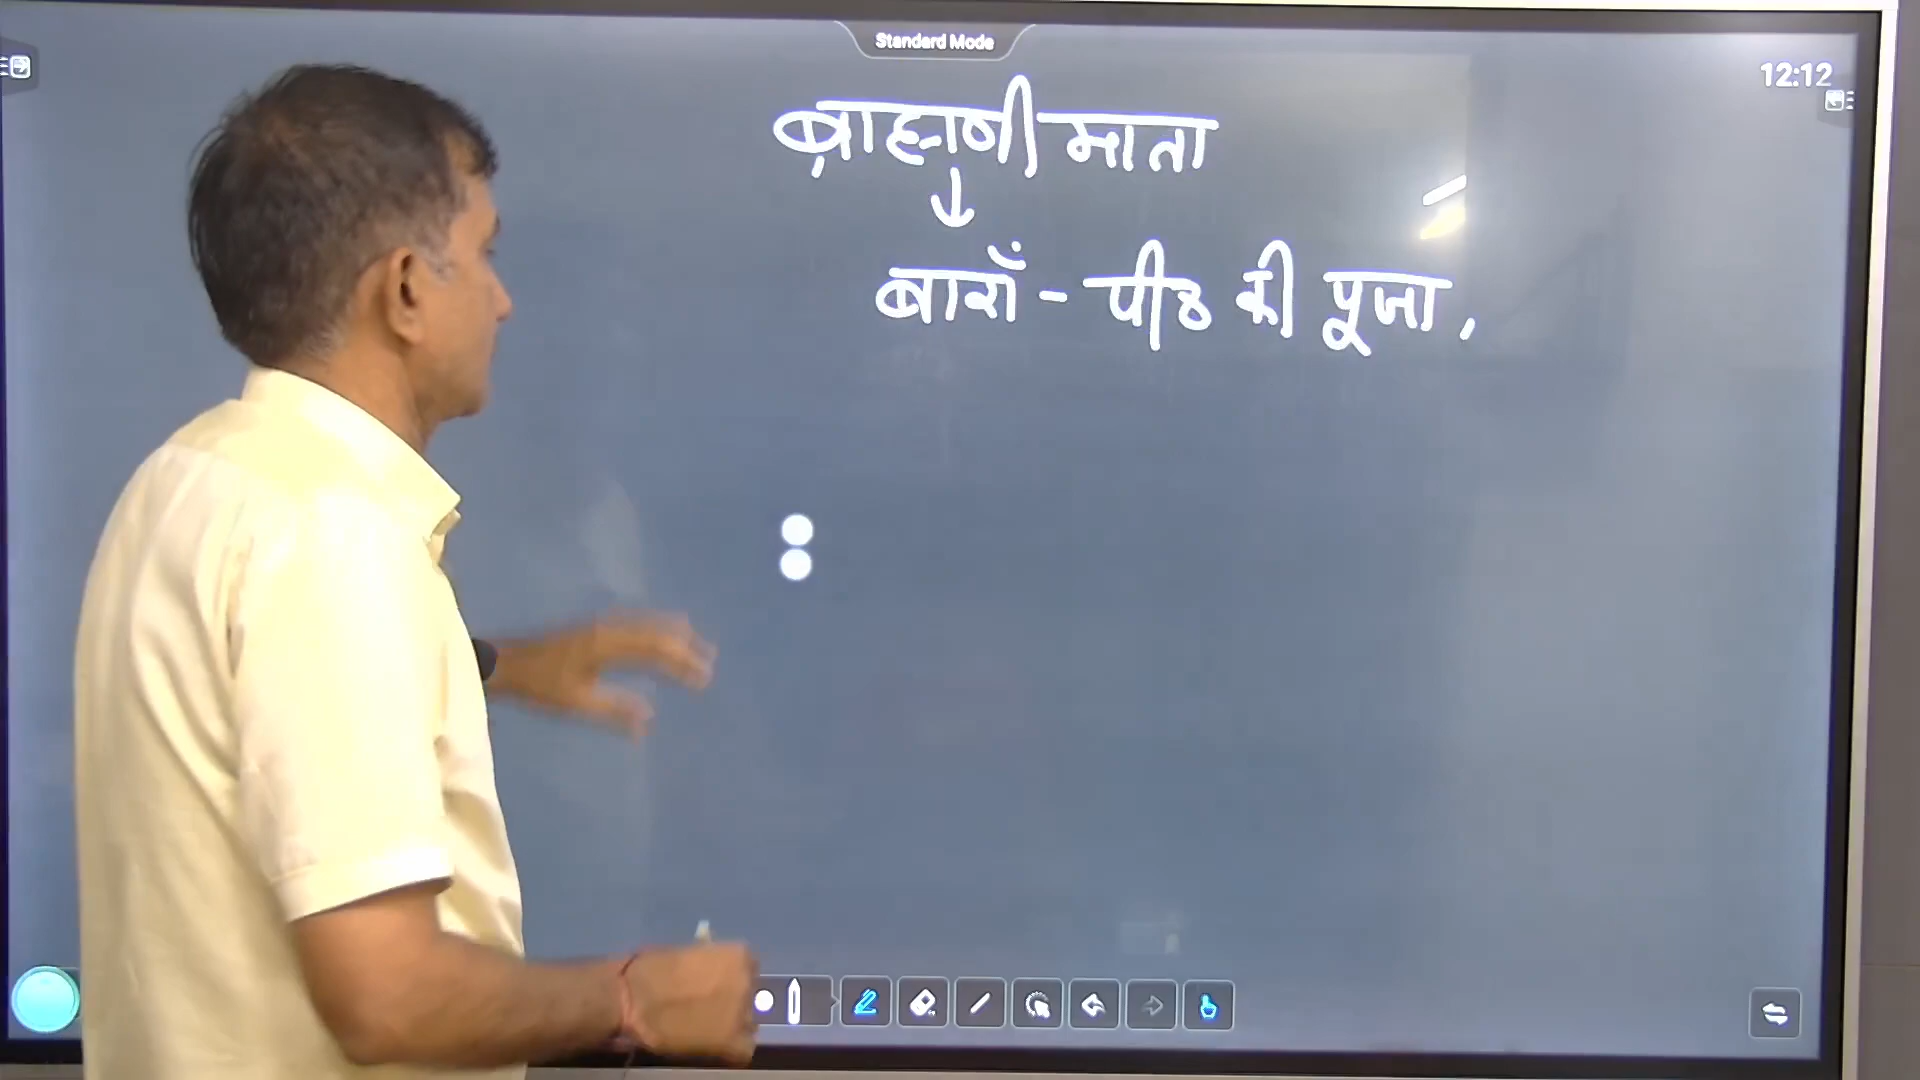 Standard Mode
12:12
ब्राह्मणी माता
↓
बाराँ - पीठ की पूजा,